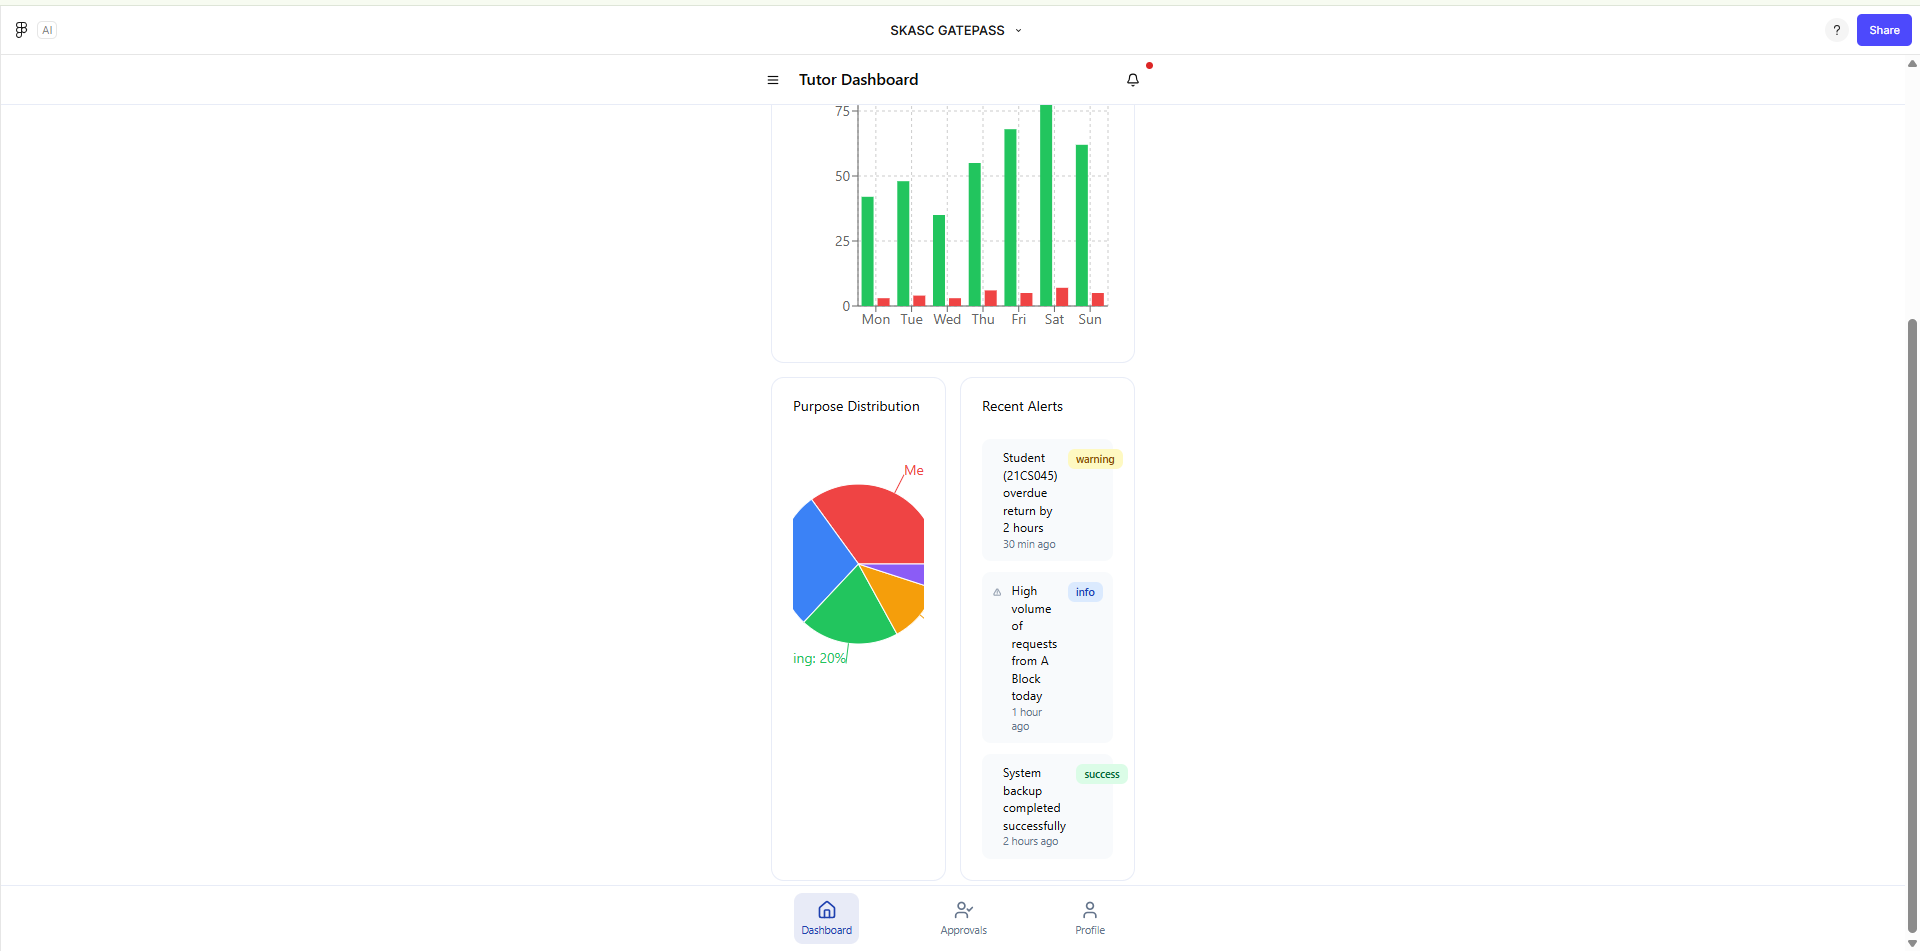 AI
SKASC GATEPASS
?
Share
Tutor Dashboard
75
50
25
0
Mon Tue Wed Thu Fri Sat Sun
Purpose Distribution
Me
ing: 20%
Recent Alerts
Student
(21CS045)
overdue
return by
2 hours
30 min ago
warning
High
volume
of
requests
from A
Block
today
1 hour
ago
info
System
backup
completed
successfully
2 hours ago
success
Dashboard
Approvals
Profile